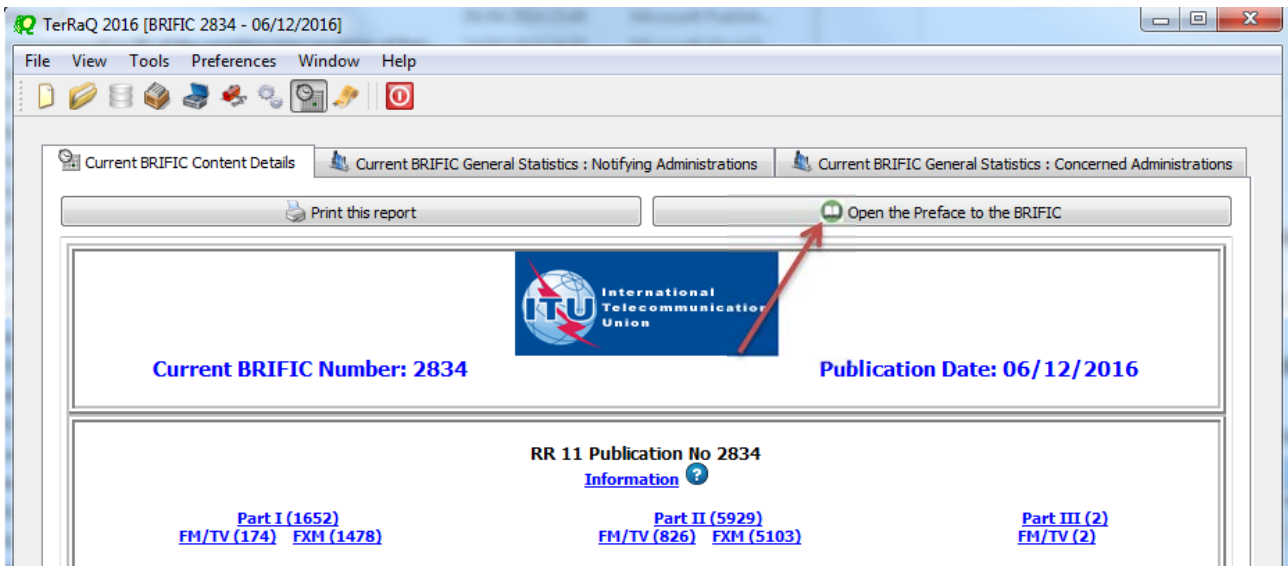 TerRaQ 2016 [BRIFIC 2834 - 06/12/2016]
File View Tools Preferences Window Help
Current BRIFIC Content Details Current BRIFIC General Statistics : Notifying Administrations Current BRIFIC General Statistics : Concerned Administrations
Print this report Open the Preface to the BRIFIC
ITU
International
Telecommunication
Union
Current BRIFIC Number: 2834 Publication Date: 06/12/2016
RR 11 Publication No 2834
Information ?
Part I (1652) Part II (5929) Part III (2)
FM/TV (174) FXM (1478) FM/TV (826) FXM (5103) FM/TV (2)